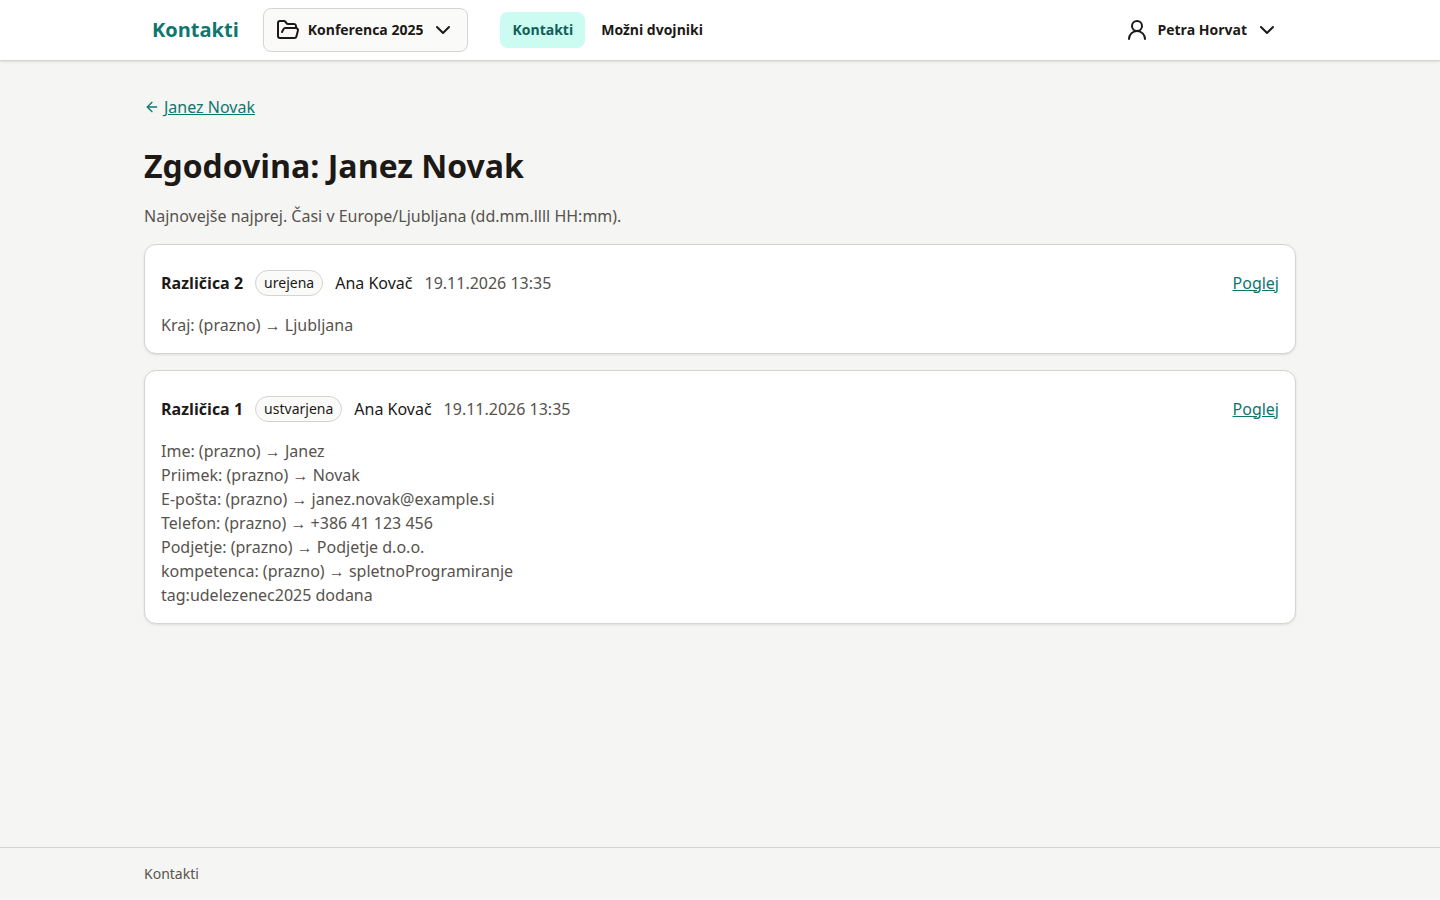 Kontakti
Konferenca 2025
Kontakti
Možni dvojniki
Petra Horvat
← Janez Novak
Zgodovina: Janez Novak
Najnovejše najprej. Časi v Europe/Ljubljana (dd.mm.llll HH:mm).
Različica 2 urejena Ana Kovač 19.11.2026 13:35 Poglej
Kraj: (prazno) → Ljubljana
Različica 1 ustvarjena Ana Kovač 19.11.2026 13:35 Poglej
Ime: (prazno) → Janez
Priimek: (prazno) → Novak
E-pošta: (prazno) → janez.novak@example.si
Telefon: (prazno) → +386 41 123 456
Podjetje: (prazno) → Podjetje d.o.o.
kompetenca: (prazno) → spletnoProgramiranje
tag:udelezenec2025 dodana
Kontakti